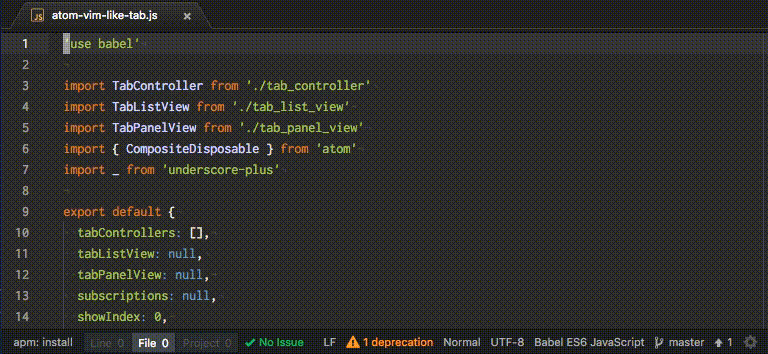 atom-vim-like-tab.js ×
1 'use babel'
2
3 import TabController from './tab_controller'
4 import TabListView from './tab_list_view'
5 import TabPanelView from './tab_panel_view'
6 import { CompositeDisposable } from 'atom'
7 import _ from 'underscore-plus'
8
9 export default {
10 tabControllers: [],
11 tabListView: null,
12 tabPanelView: null,
13 subscriptions: null,
14 showIndex: 0,
apm: install Line 0 File 0 Project 0 No Issue LF 1 deprecation Normal UTF-8 Babel ES6 JavaScript master 1